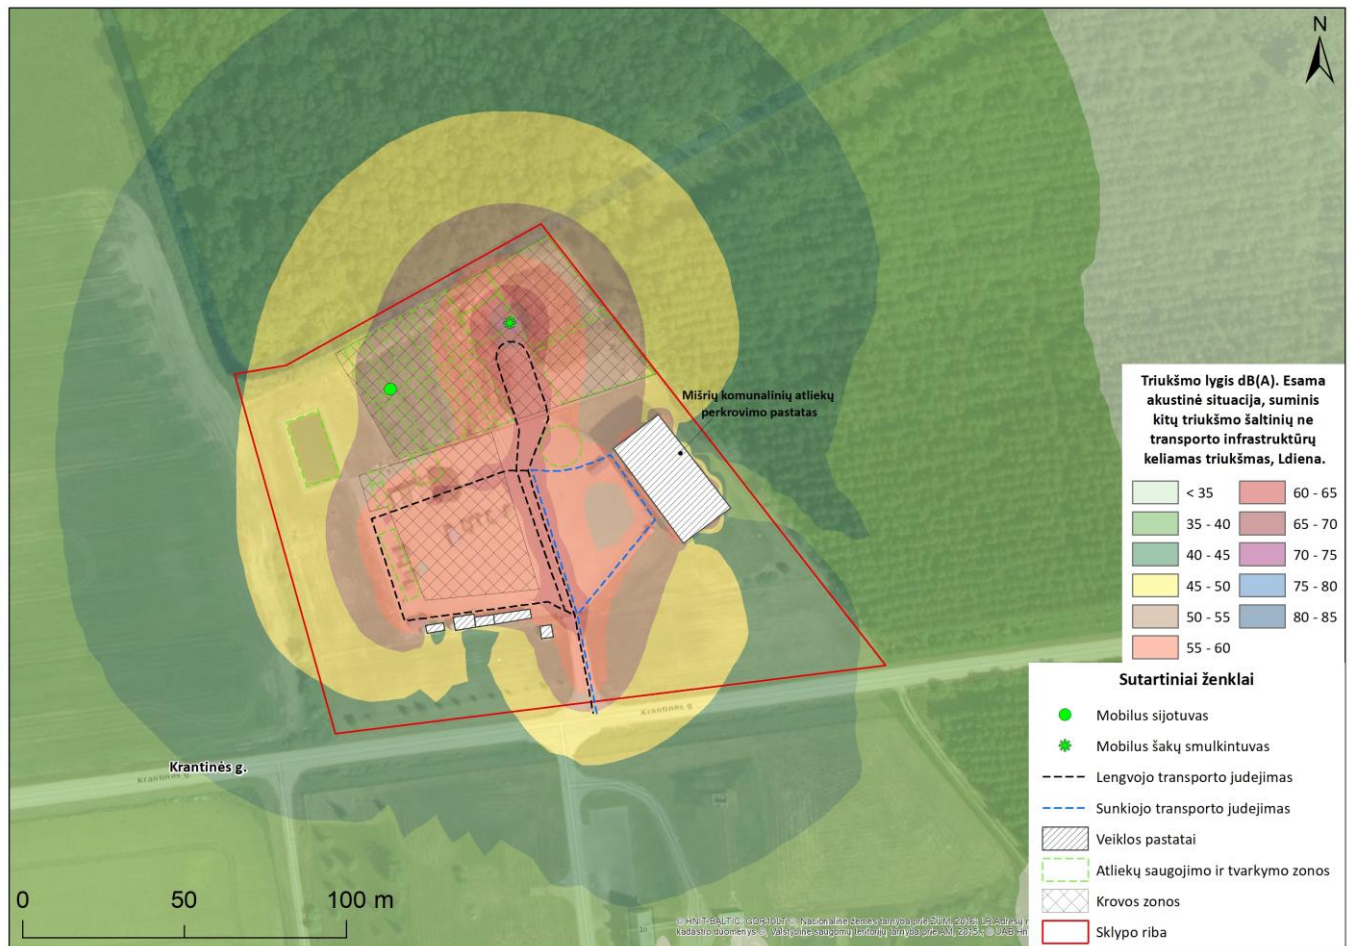 N
Mišrių komunalinių atliekų
perkrovimo pastatas
Triukšmo lygis dB(A). Esama
akustinė situacija, suminis
kitų triukšmo šaltinių ne
transporto infrastruktūrų
keliamas triukšmas, Ldiena.
< 35
60 - 65
35 - 40
65 - 70
40 - 45
70 - 75
45 - 50
75 - 80
50 - 55
80 - 85
55 - 60
Sutartiniai ženklai
Mobilus sijotuvas
Mobilus šakų smulkintuvas
Lengvojo transporto judėjimas
Sunkiojo transporto judėjimas
Veiklos pastatai
Atliekų saugojimo ir tvarkymo zonos
Krovos zonos
Sklypo riba
Krantinės g.
Krantinės g.
Krantinės g.
0 50 100 m